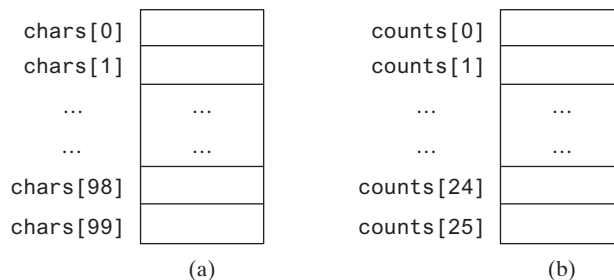 chars[0]
chars[1]
… …
… …
chars[98]
chars[99]
(a)
counts[0]
counts[1]
… …
… …
counts[24]
counts[25]
(b)